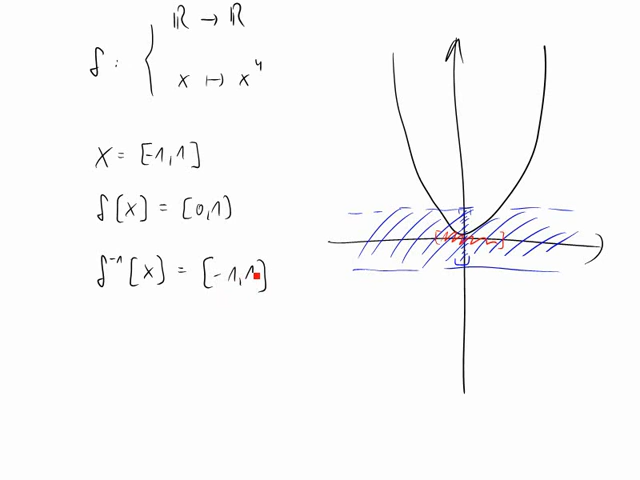 f : { ℝ → ℝ
x ↦ x⁴
X = [-1,1]
f[X] = [0,1]
f⁻¹[X] = [-1,1]